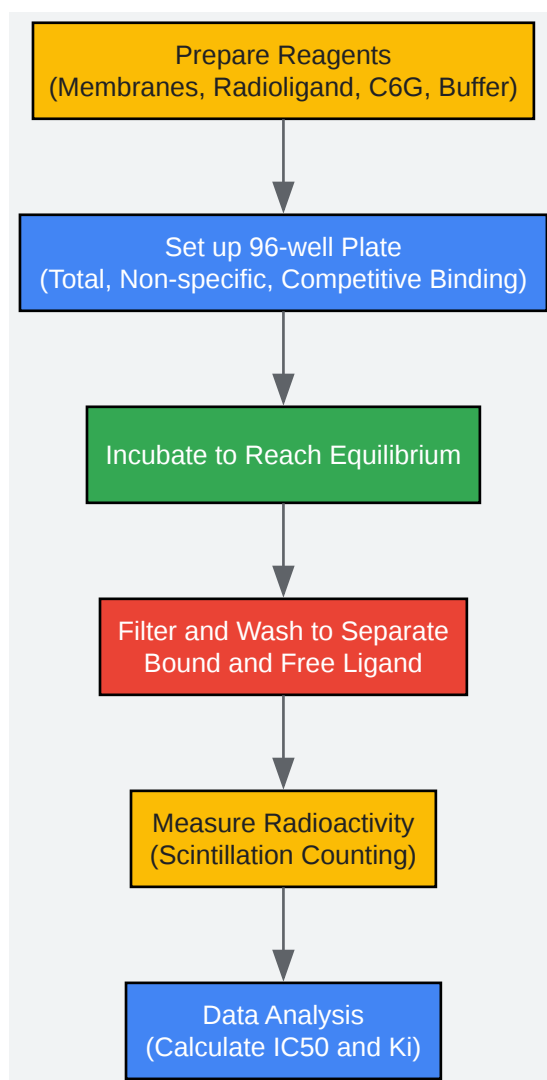 Prepare Reagents
(Membranes, Radioligand, C6G, Buffer)
Set up 96-well Plate
(Total, Non-specific, Competitive Binding)
Incubate to Reach Equilibrium
Filter and Wash to Separate
Bound and Free Ligand
Measure Radioactivity
(Scintillation Counting)
Data Analysis
(Calculate IC50 and Ki)